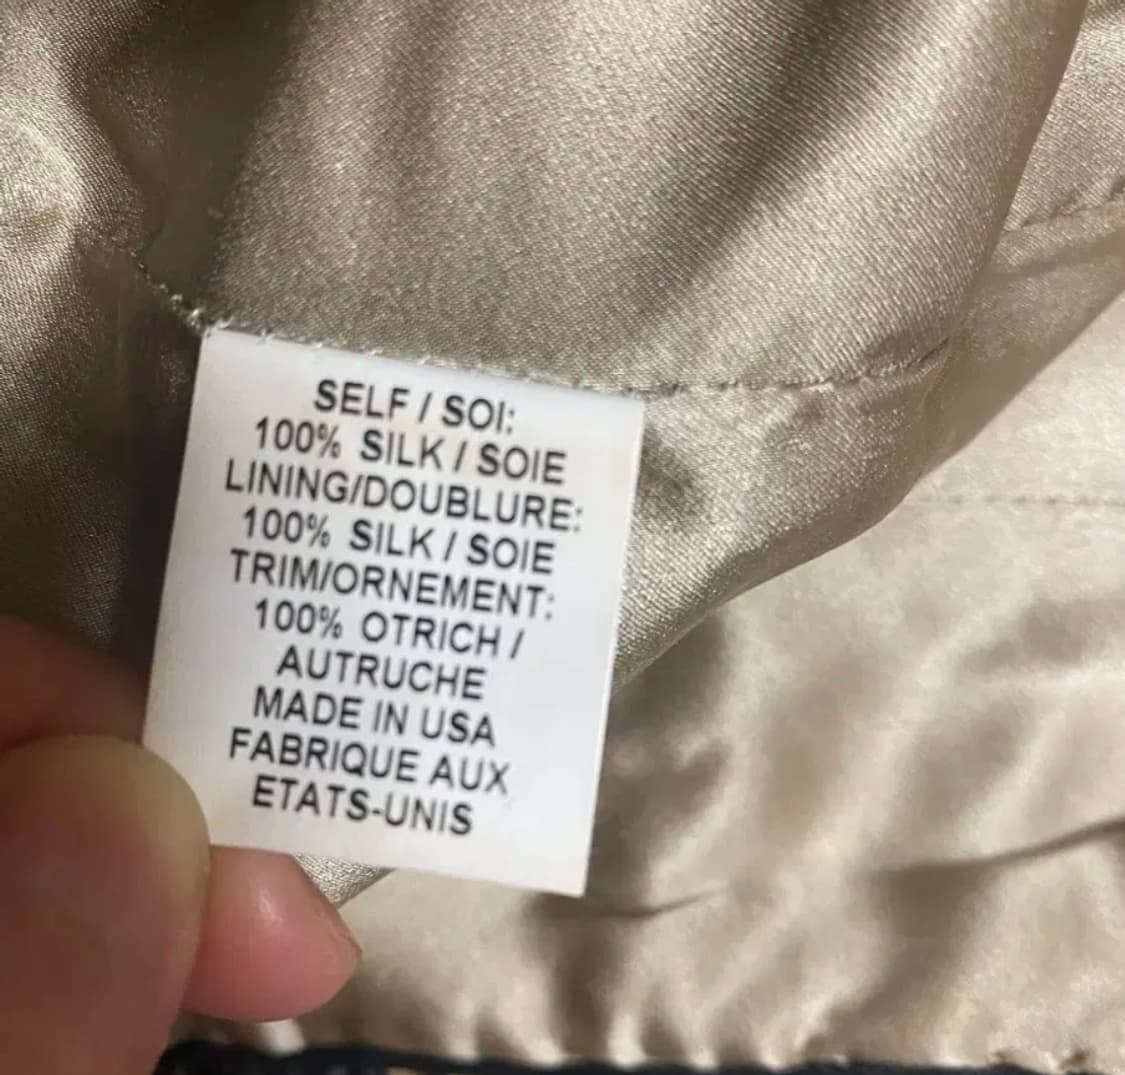 SELF / SOI:
100% SILK / SOIE
LINING/DOUBLURE:
100% SILK / SOIE
TRIM/ORNEMENT:
100% OTRICH /
AUTRUCHE
MADE IN USA
FABRIQUE AUX
ETATS-UNIS